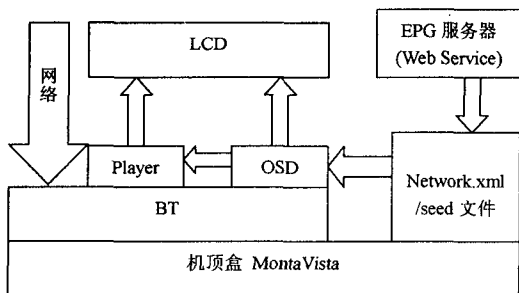 LCD
EPG 服务器
(Web Service)
网
络
Player
OSD
Network.xml
/seed 文件
BT
机顶盒 MontaVista